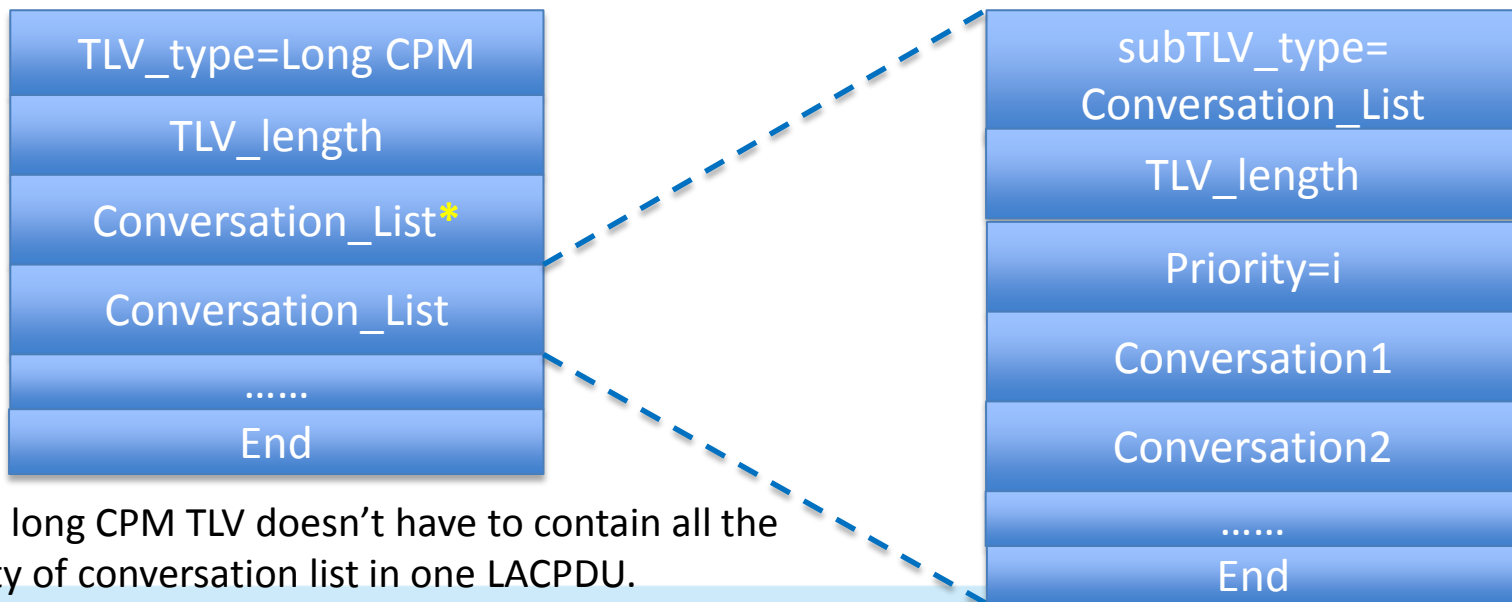 TLV_type=Long CPM
TLV_length
Conversation_List*
Conversation_List
……
End
subTLV_type=
Conversation_List
TLV_length
Priority=i
Conversation1
Conversation2
……
End
long CPM TLV doesn’t have to contain all the
of conversation list in one LACPDU.